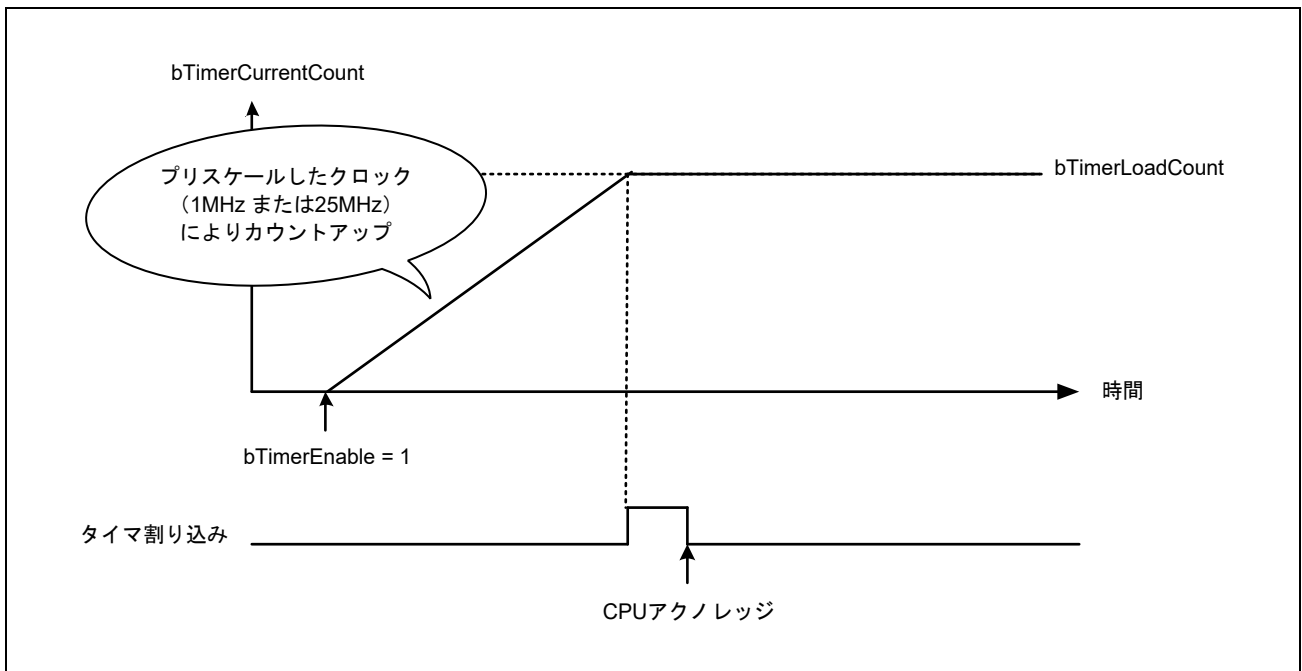 bTimerCurrentCount
プリスケールしたクロック
（1MHz または25MHz）
によりカウントアップ
bTimerLoadCount
時間
bTimerEnable = 1
タイマ割り込み
CPUアクノレッジ